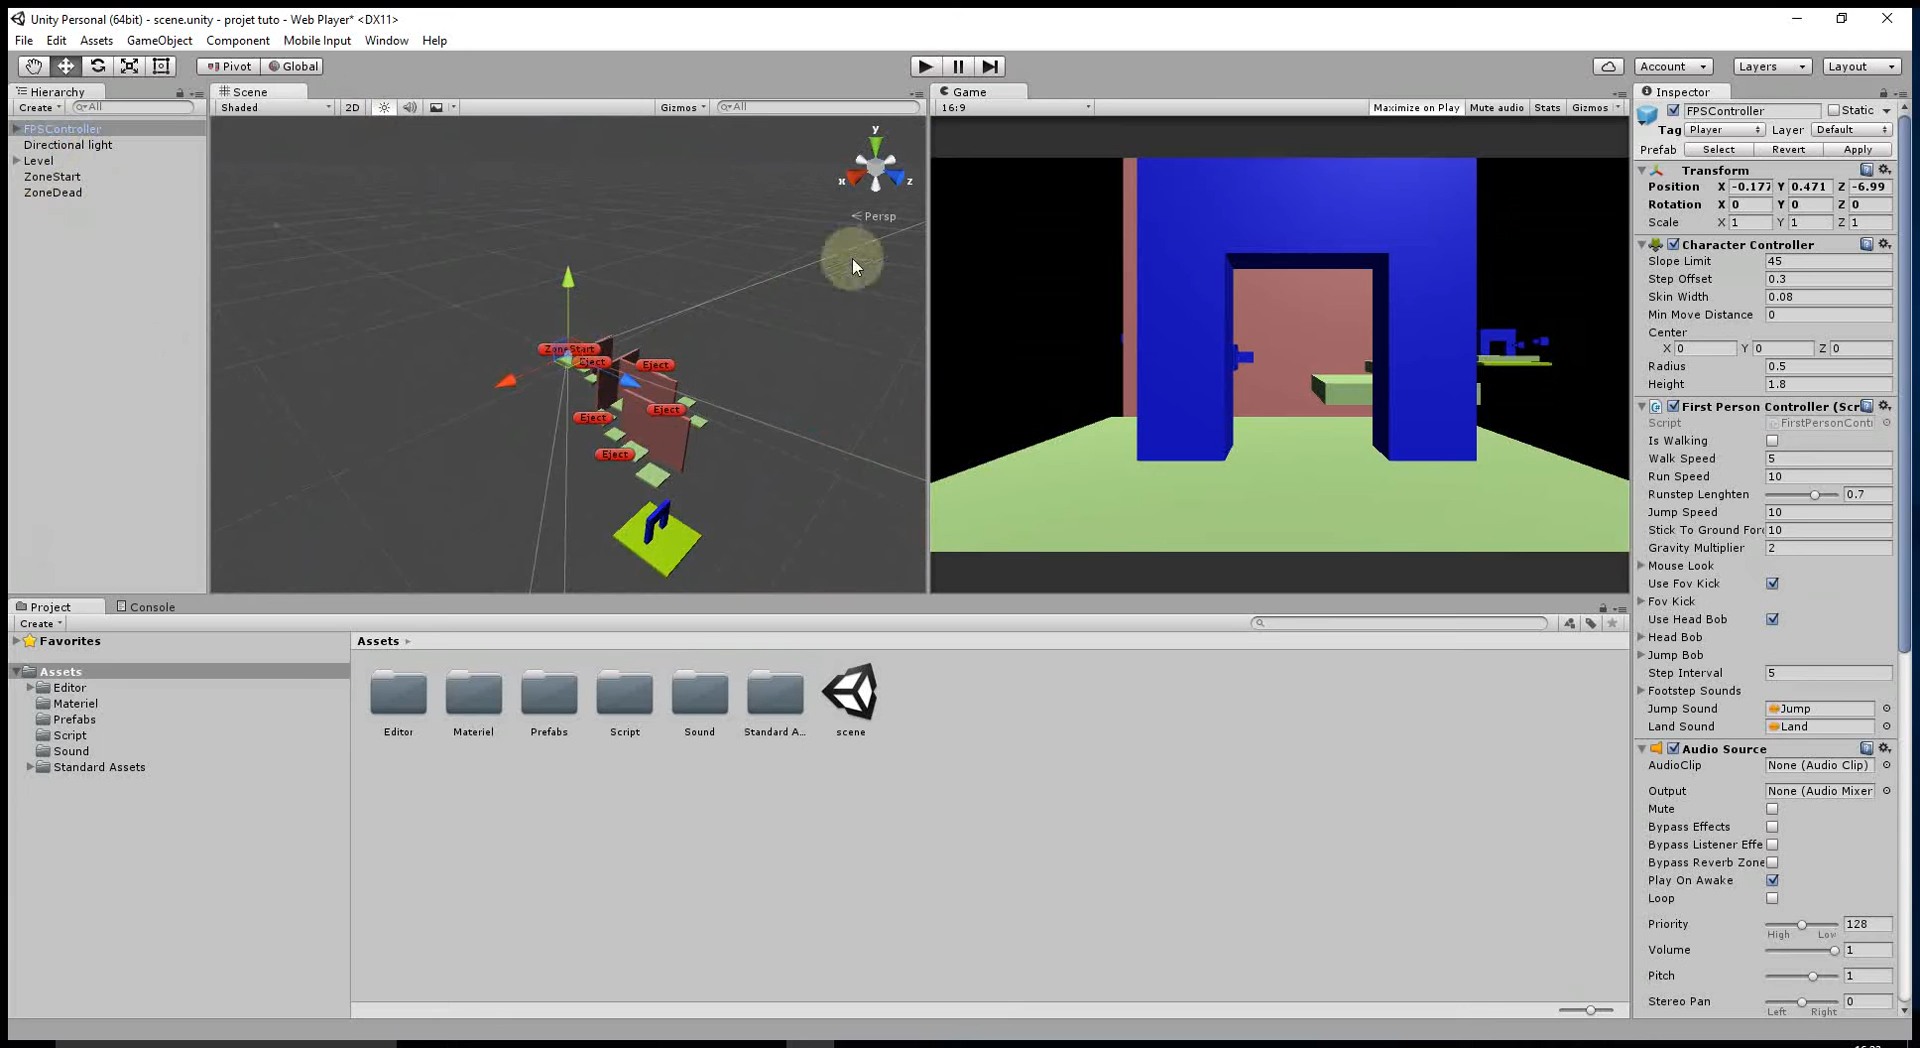 Unity Personal (64bit) - scene.unity - projet tuto - Web Player* <DX11>
File Edit Assets GameObject Component Mobile Input Window Help
Pivot Global Account Layers Layout
Hierarchy
Create All
FPSController
Directional light
Level
ZoneStart
ZoneDead
Scene
Shaded 2D Gizmos All
y
x z
Persp
ZoneStart
Eject
Eject
Eject
Eject
Eject
Game
16:9 Maximize on Play Mute audio Stats Gizmos
Inspector
FPSController Static
Tag Player Layer Default
Prefab Select Revert Apply
Transform
Position X -0.177 Y 0.471 Z -6.99
Rotation X 0 Y 0 Z 0
Scale X 1 Y 1 Z 1
Character Controller
Slope Limit 45
Step Offset 0.3
Skin Width 0.08
Min Move Distance 0
Center
X 0 Y 0 Z 0
Radius 0.5
Height 1.8
First Person Controller (Scr
Script FirstPersonConti
Is Walking
Walk Speed 5
Run Speed 10
Runstep Lenghten 0.7
Jump Speed 10
Stick To Ground Forc 10
Gravity Multiplier 2
Mouse Look
Use Fov Kick
Fov Kick
Use Head Bob
Head Bob
Jump Bob
Step Interval 5
Footstep Sounds
Jump Sound Jump
Land Sound Land
Audio Source
AudioClip None (Audio Clip)
Output None (Audio Mixer
Mute
Bypass Effects
Bypass Listener Effe
Bypass Reverb Zone
Play On Awake
Loop
Priority 128
High Low
Volume 1
Pitch 1
Stereo Pan 0
Left Right
Project Console
Create
Favorites
Assets
Editor
Materiel
Prefabs
Script
Sound
Standard Assets
Assets
Editor Materiel Prefabs Script Sound Standard A... scene